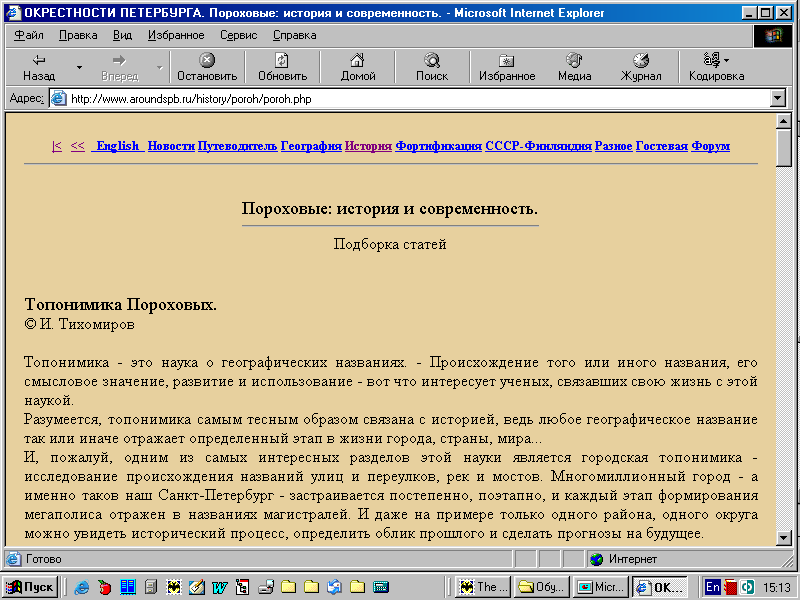 ОКРЕСТНОСТИ ПЕТЕРБУРГА. Пороховые: история и современность. - Microsoft Internet Explorer
Файл Правка Вид Избранное Сервис Справка
Назад Вперед Остановить Обновить Домой Поиск Избранное Медиа Журнал Кодировка
Адрес: http://www.aroundspb.ru/history/poroh/poroh.php
|< << English Новости Путеводитель География История Фортификация СССР-Финляндия Разное Гостевая Форум
Пороховые: история и современность.
Подборка статей
Топонимика Пороховых.
© И. Тихомиров
Топонимика - это наука о географических названиях. - Происхождение того или иного названия, его
смысловое значение, развитие и использование - вот что интересует ученых, связавших свою жизнь с этой
наукой.
Разумеется, топонимика самым тесным образом связана с историей, ведь любое географическое название
так или иначе отражает определенный этап в жизни города, страны, мира...
И, пожалуй, одним из самых интересных разделов этой науки является городская топонимика -
исследование происхождения названий улиц и переулков, рек и мостов. Многомиллионный город - а
именно таков наш Санкт-Петербург - застраивается постепенно, поэтапно, и каждый этап формирования
мегаполиса отражен в названиях магистралей. И даже на примере только одного района, одного округа
можно увидеть исторический процесс, определить облик прошлого и сделать прогнозы на будущее.
Готово Интернет
Пуск The ... Обу... Micr... OK... En 15:13